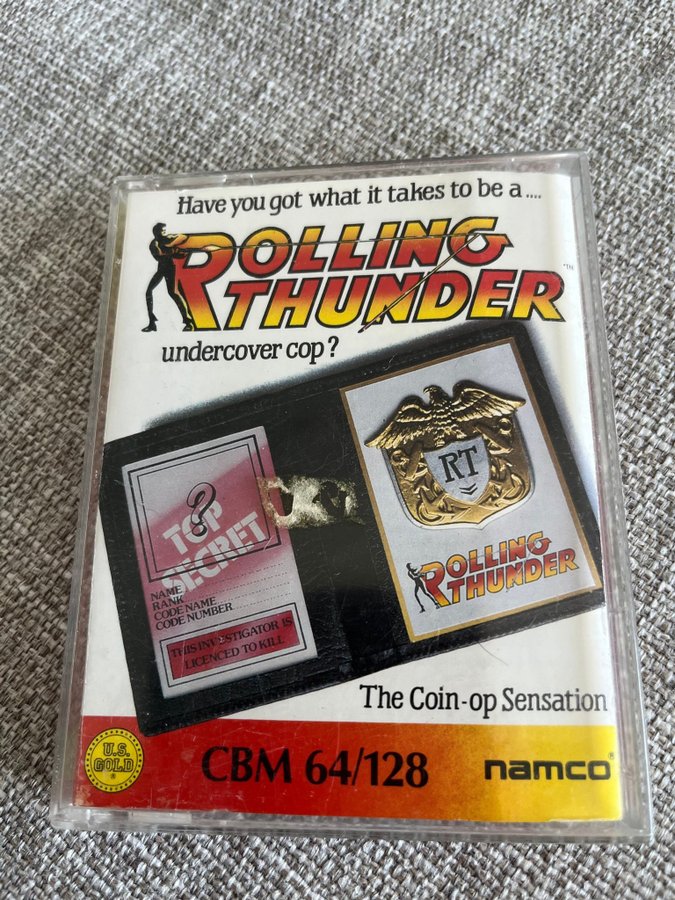 Have you got what it takes to be a....
ROLLING
THUNDER™
undercover cop?
?
TOP
SECRET
NAME
RANK
CODE NAME
CODE NUMBER
THIS INVESTIGATOR IS
LICENCED TO KILL
RT
ROLLING
THUNDER
The Coin-op Sensation
U.S.
GOLD®
CBM 64/128
namco®